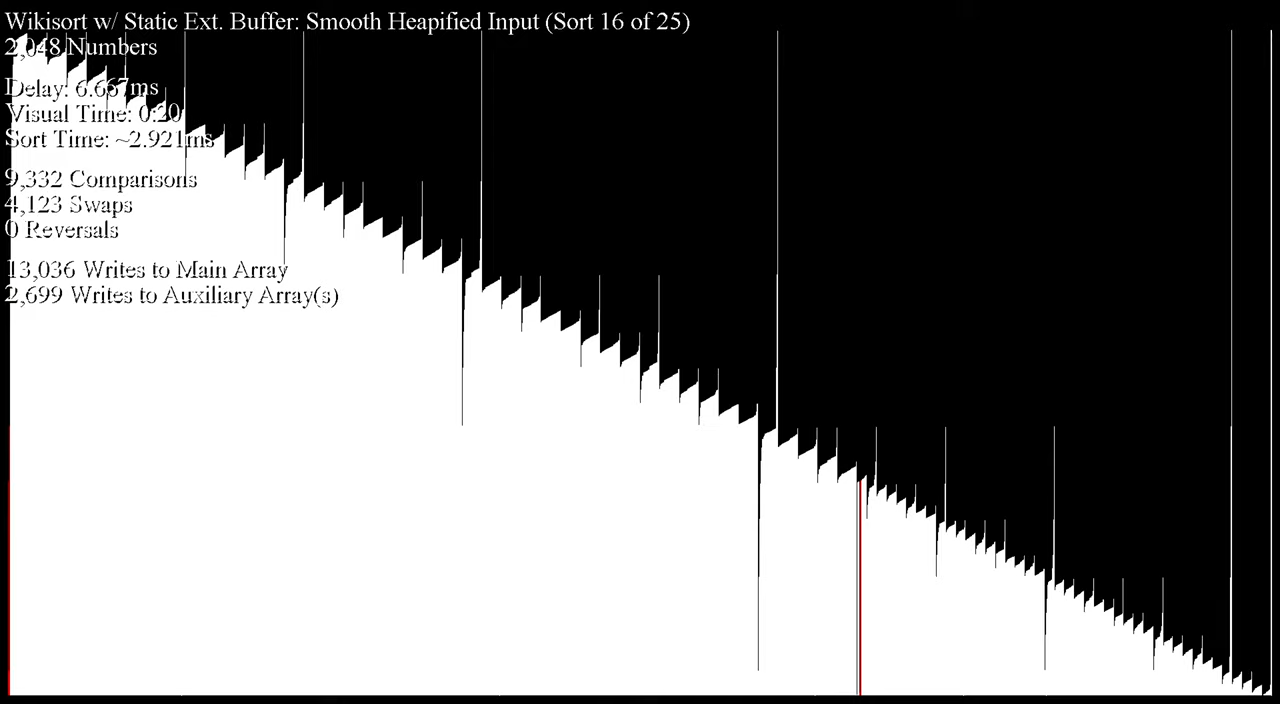 Wikisort w/ Static Ext. Buffer: Smooth Heapified Input (Sort 16 of 25)
2,048 Numbers
Delay: 6.667ms
Visual Time: 0:20
Sort Time: ~2.921ms
9,332 Comparisons
4,123 Swaps
0 Reversals
13,036 Writes to Main Array
2,699 Writes to Auxiliary Array(s)